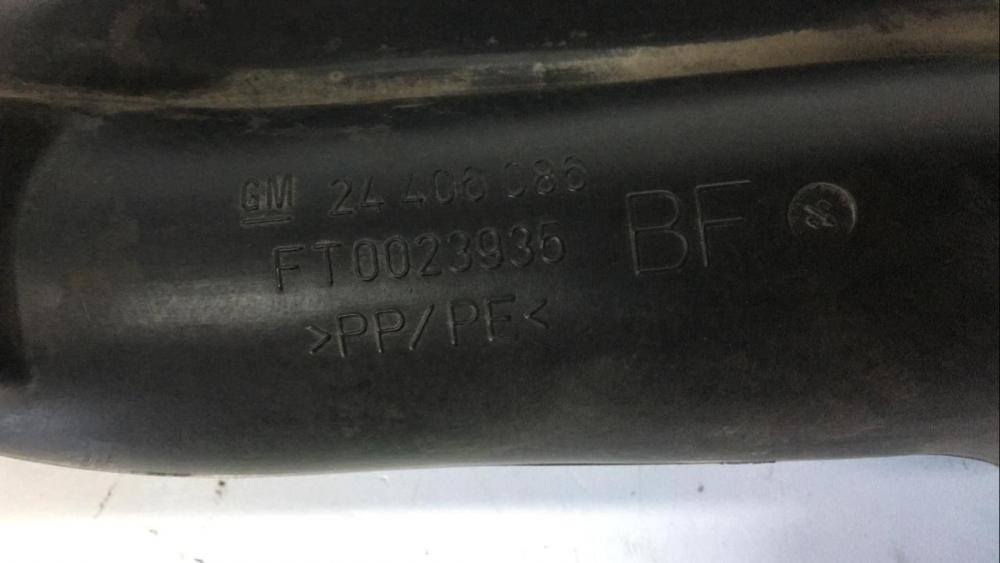 GM 24 406 086
FT0023935 BF
>PP/PE<